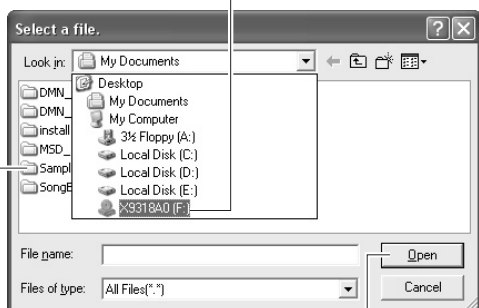 Select a file.
Look in: My Documents
Desktop
My Documents
My Computer
3½ Floppy (A:)
Local Disk (C:)
Local Disk (D:)
Local Disk (E:)
X9318A0 (F:)
DMN_
DMN_
install
MSD_
Sampl
File name:
Open
Files of type: All Files(*.*)
Cancel